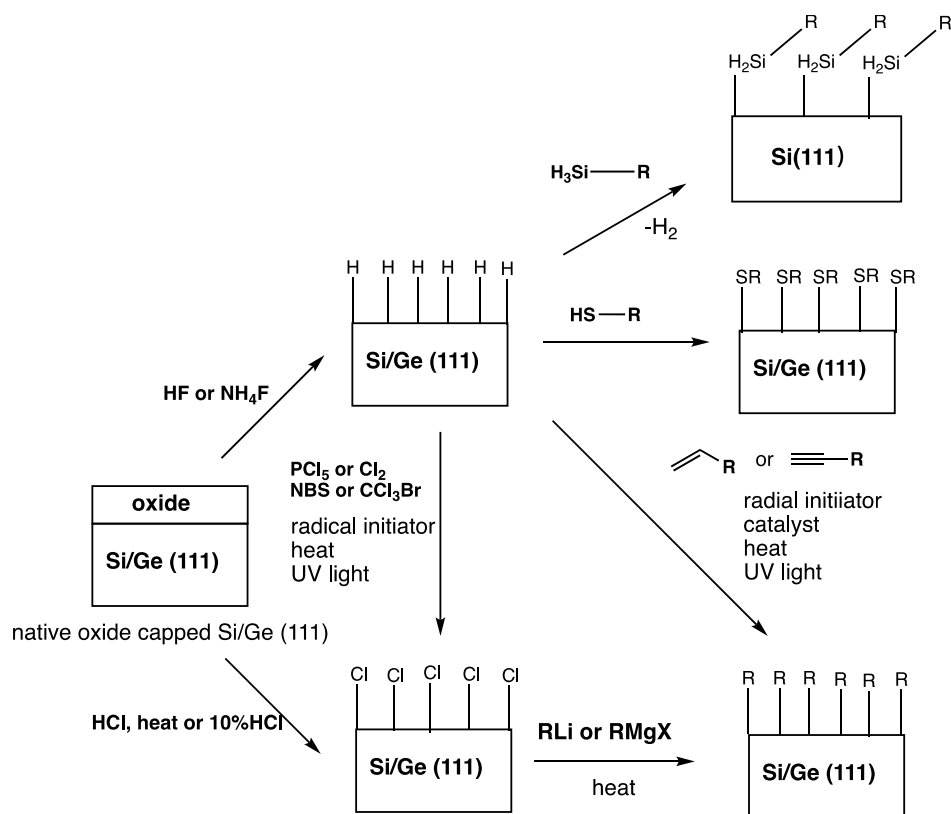 R R R
H2Si H2Si H2Si
Si(111)
H3Si R
-H2
H H H H H H
Si/Ge (111)
HS R
SR SR SR SR SR
Si/Ge (111)
HF or NH4F
PCl5 or Cl2
NBS or CCl3Br
radical initiator
heat
UV light
R or R
radial initiiator
catalyst
heat
UV light
oxide
Si/Ge (111)
native oxide capped Si/Ge (111)
HCl, heat or 10%HCl
Cl Cl Cl Cl Cl
Si/Ge (111)
RLi or RMgX
heat
R R R R R R
Si/Ge (111)